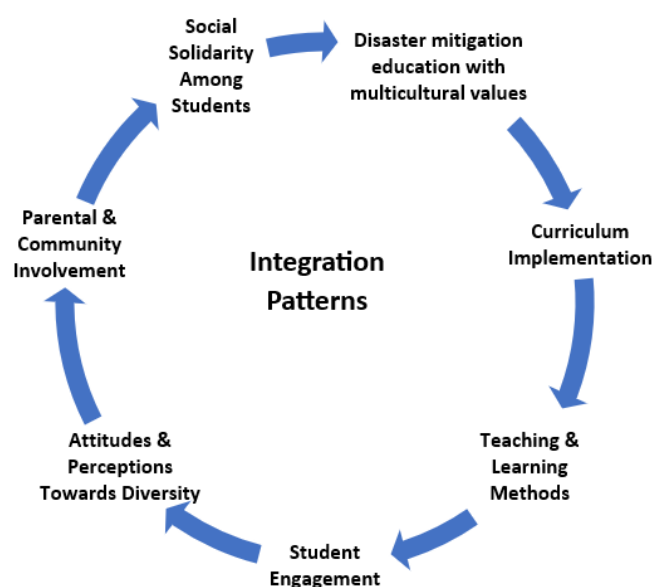 Social
Solidarity
Among
Students
Disaster mitigation
education with
multicultural values
Curriculum
Implementation
Teaching &
Learning
Methods
Student
Engagement
Attitudes &
Perceptions
Towards Diversity
Parental &
Community
Involvement
Integration
Patterns